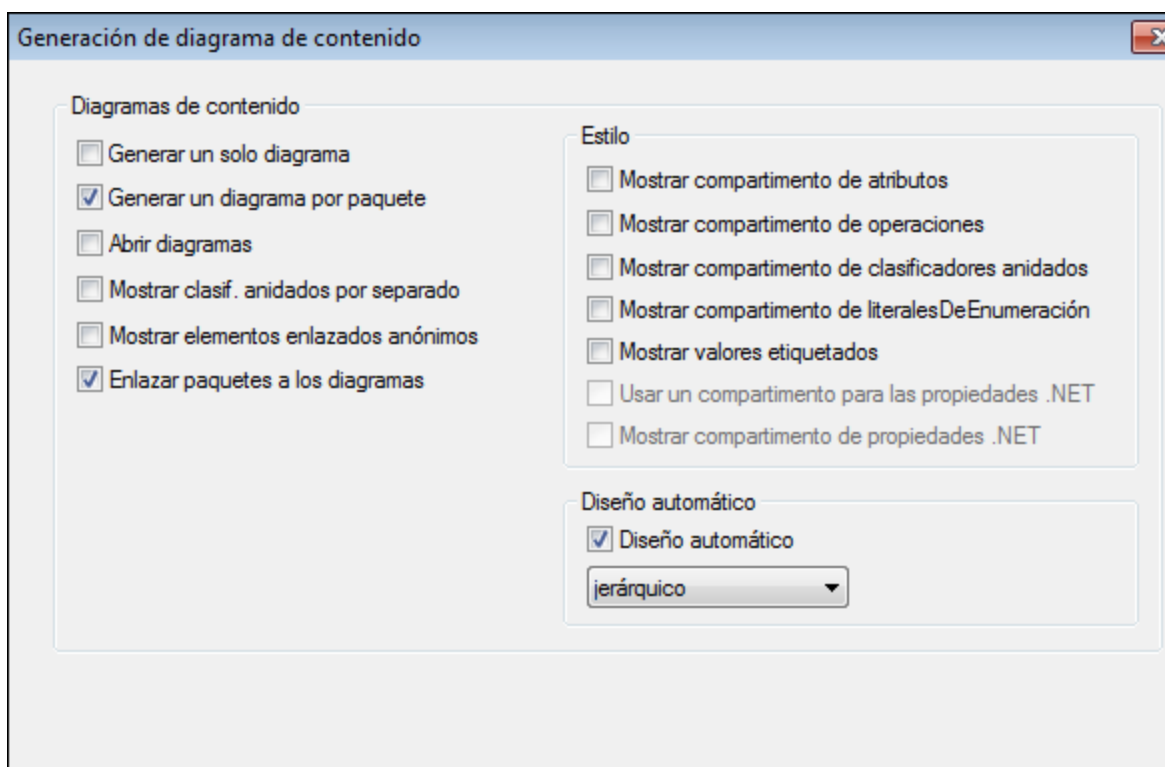 Generación de diagrama de contenido
Diagramas de contenido
Generar un solo diagrama
Generar un diagrama por paquete
Abrir diagramas
Mostrar clasif. anidados por separado
Mostrar elementos enlazados anónimos
Enlazar paquetes a los diagramas
Estilo
Mostrar compartimento de atributos
Mostrar compartimento de operaciones
Mostrar compartimento de clasificadores anidados
Mostrar compartimento de literalesDeEnumeración
Mostrar valores etiquetados
Usar un compartimento para las propiedades .NET
Mostrar compartimento de propiedades .NET
Diseño automático
Diseño automático
jerárquico